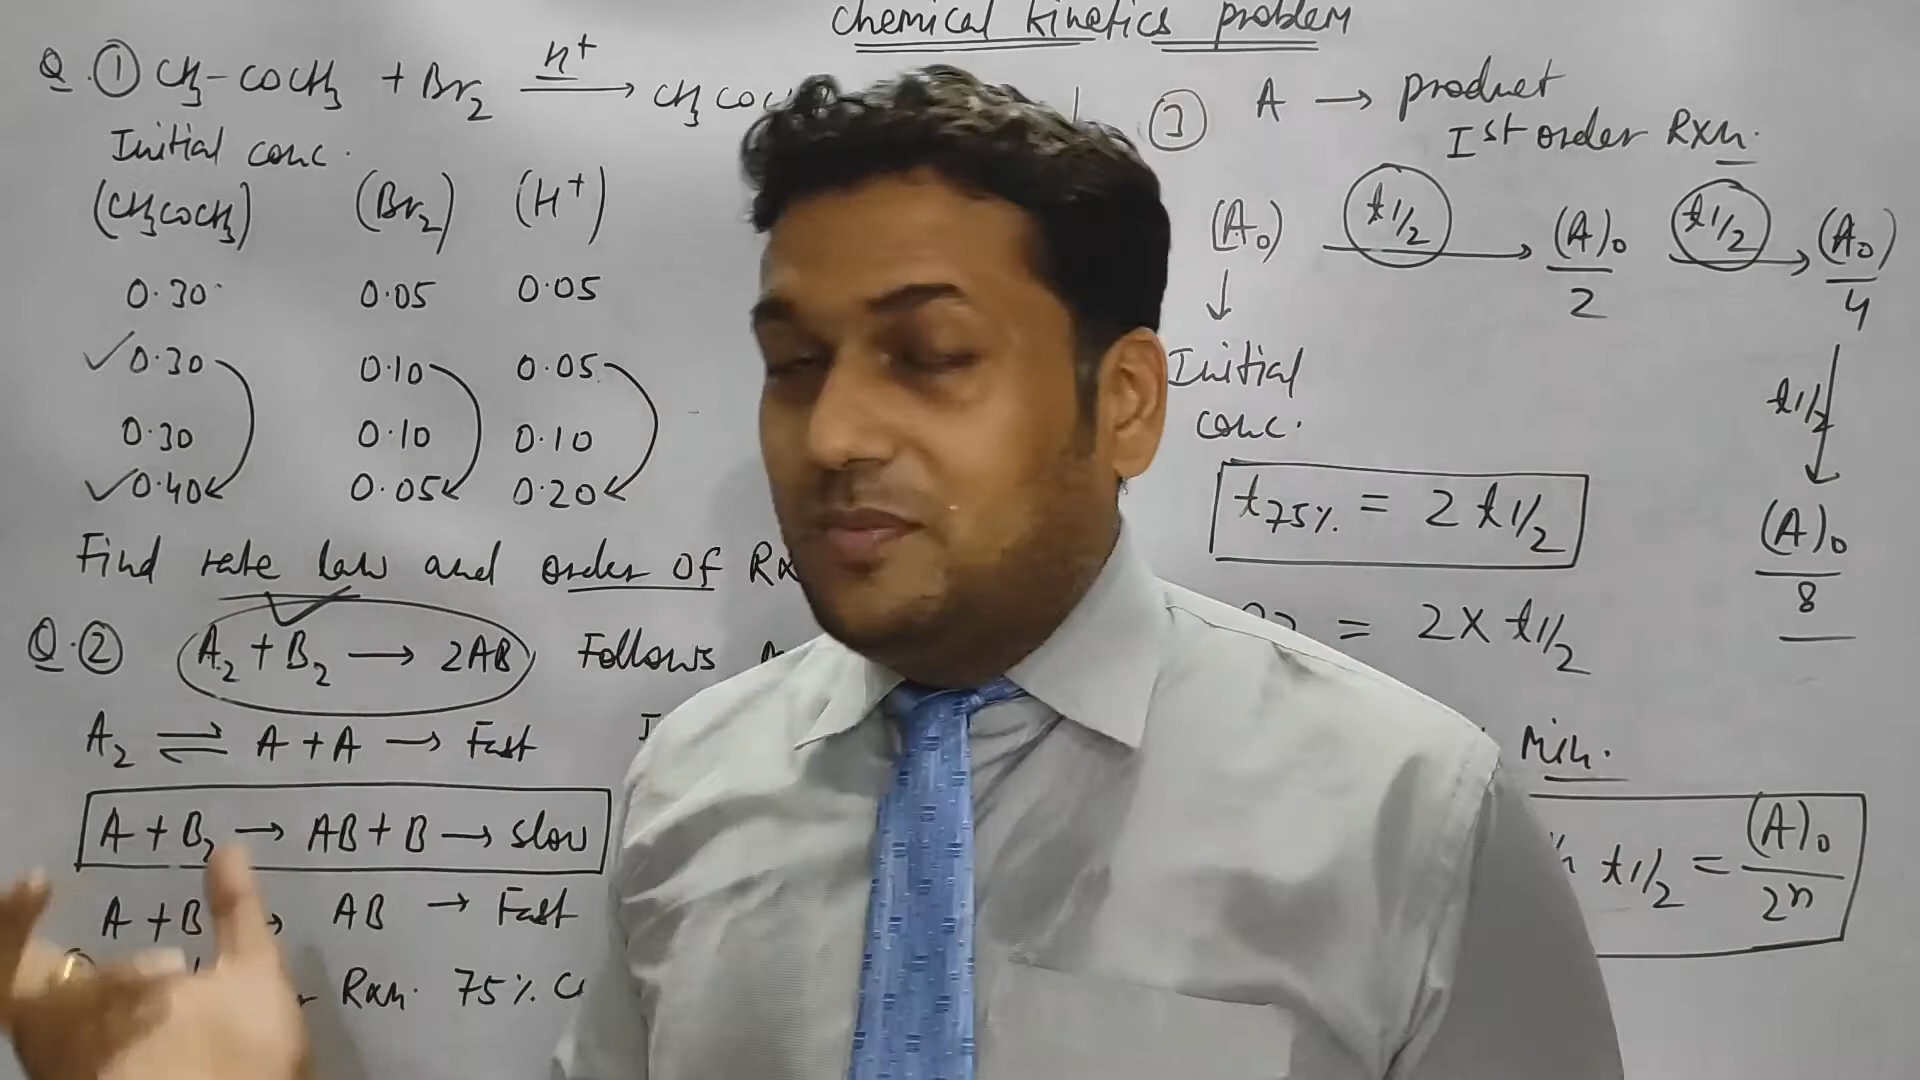 chemical kinetics problem
Q. ① CH3-COCH3 + Br2 H+ → CH3
Initial conc.
(CH3COCH3) (Br2) (H+)
0.30 0.05 0.05
✓0.30 0.10 0.05
0.30 0.10 0.10
✓0.40 0.05 0.20
Find rate law and order of
Q.② A2 + B2 → 2AB Follows
A2 ⇌ A + A → Fast
A + B2 → AB + B → slow
A + B → AB → Fast
Rxn. 75%
③ A → product
Ist order Rxn.
(A0) t1/2 → (A)0/2 t1/2 → (A0)/4
↓
Initial
conc.
t1/2
(A)0/8
t75% = 2 t1/2
= 2 X t1/2
Min.
t1/2 = (A)0/2n